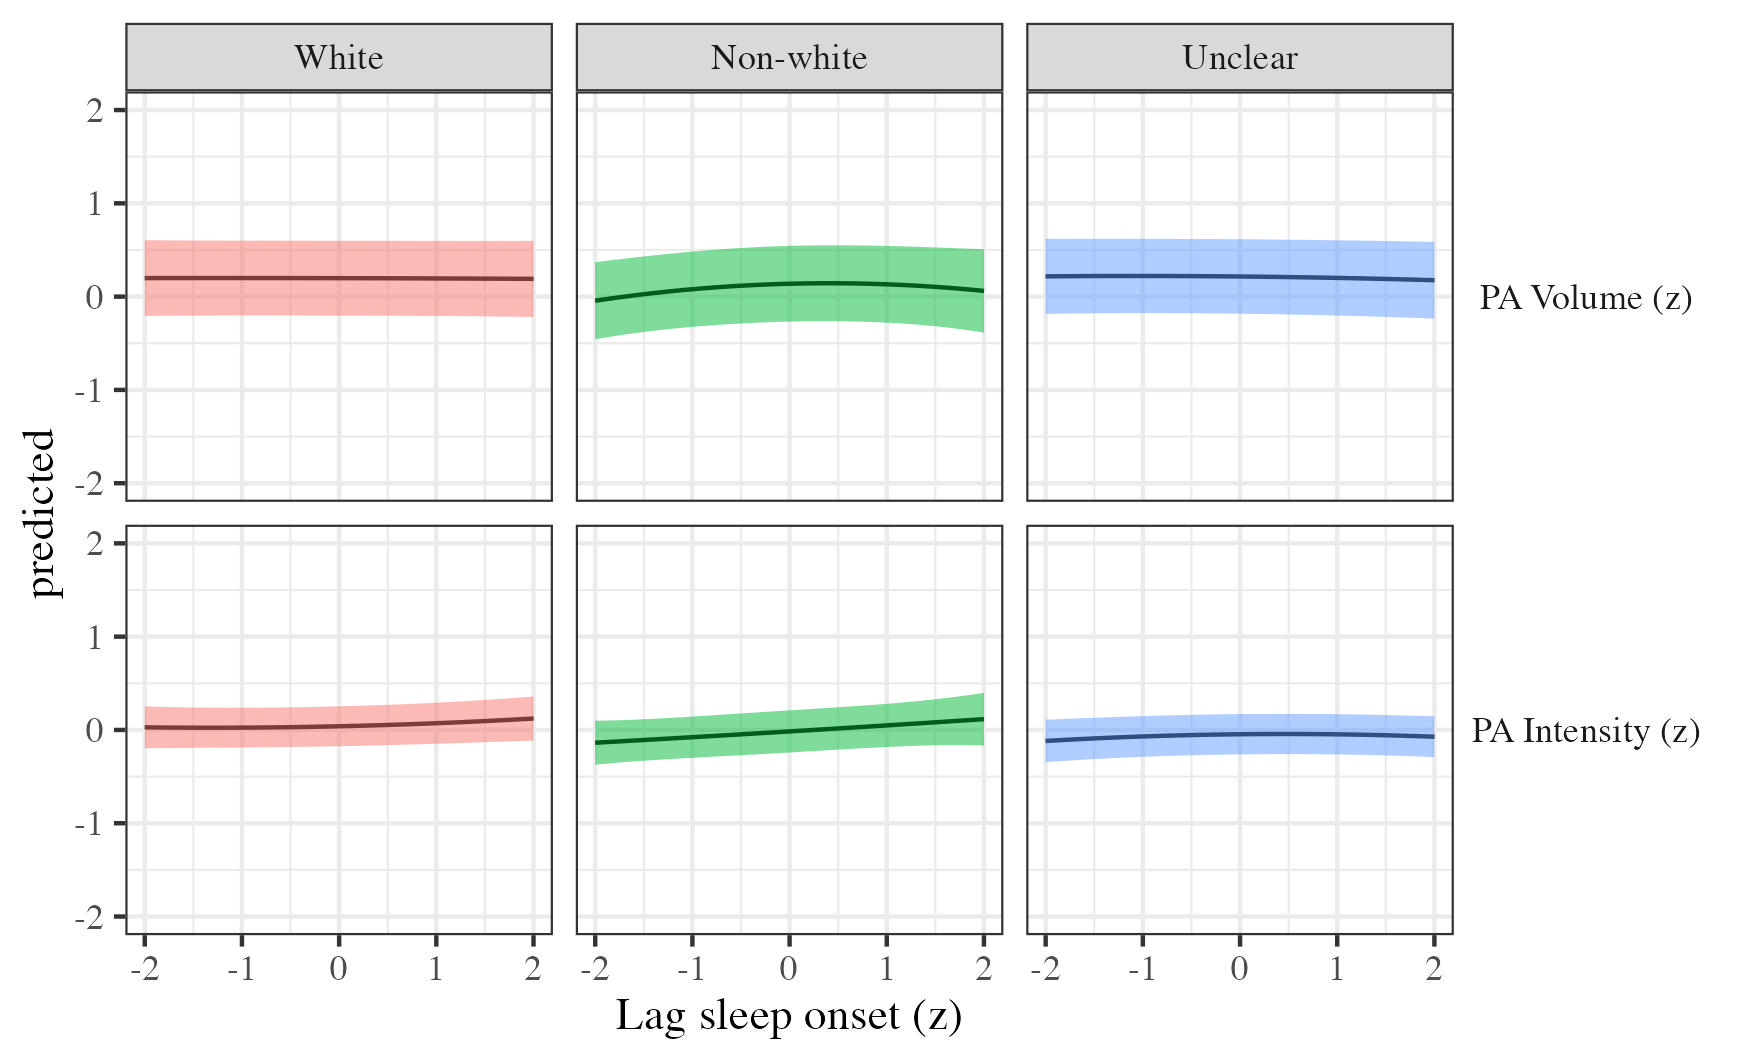 White Non-white Unclear
2
1
0
-1
-2
PA Volume (z)
predicted
2
1
0
-1
-2
PA Intensity (z)
-2 -1 0 1 2 -2 -1 0 1 2 -2 -1 0 1 2
Lag sleep onset (z)